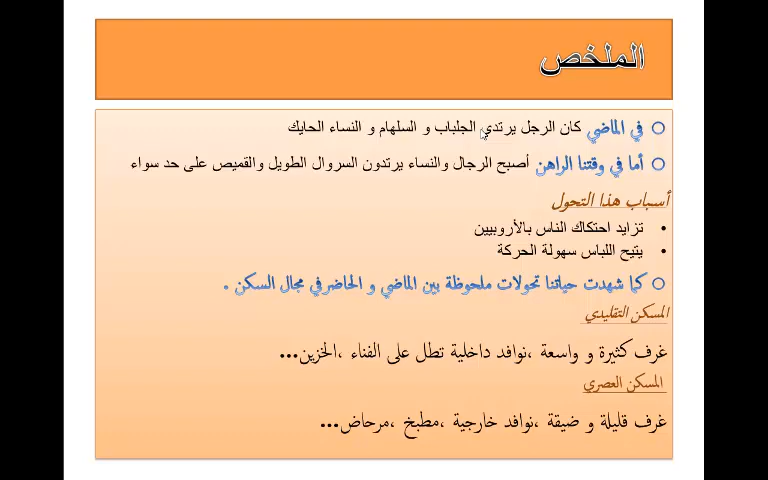 الملخص
في الماضي كان الرجل يرتدي الجلباب و السلهام و النساء الحايك
أما في وقتنا الراهن أصبح الرجال والنساء يرتدون السروال الطويل والقميص على حد سواء
أسباب هذا التحول
• تزايد احتكاك الناس بالأروبيين
• يتيح اللباس سهولة الحركة
كما شهدت حياتنا تحولات ملحوظة بين الماضي و الحاضر في مجال السكن .
المسكن التقليدي
غرف كثيرة و واسعة ،نوافد داخلية تطل على الفناء ،الخزين...
المسكن العصري
غرف قليلة و ضيقة ،نوافد خارجية ،مطبخ ،مرحاض...